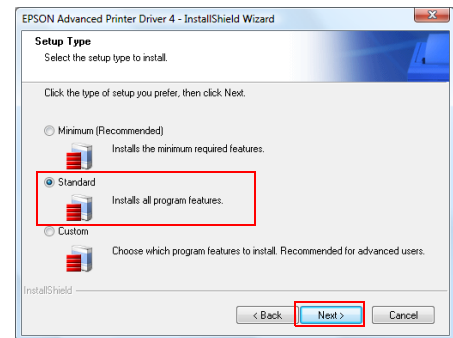 EPSON Advanced Printer Driver 4 - InstallShield Wizard
Setup Type
Select the setup type to install.
Click the type of setup you prefer, then click Next.
Minimum (Recommended)
Installs the minimum required features.
Standard
Installs all program features.
Custom
Choose which program features to install. Recommended for advanced users.
InstallShield
< Back
Next >
Cancel